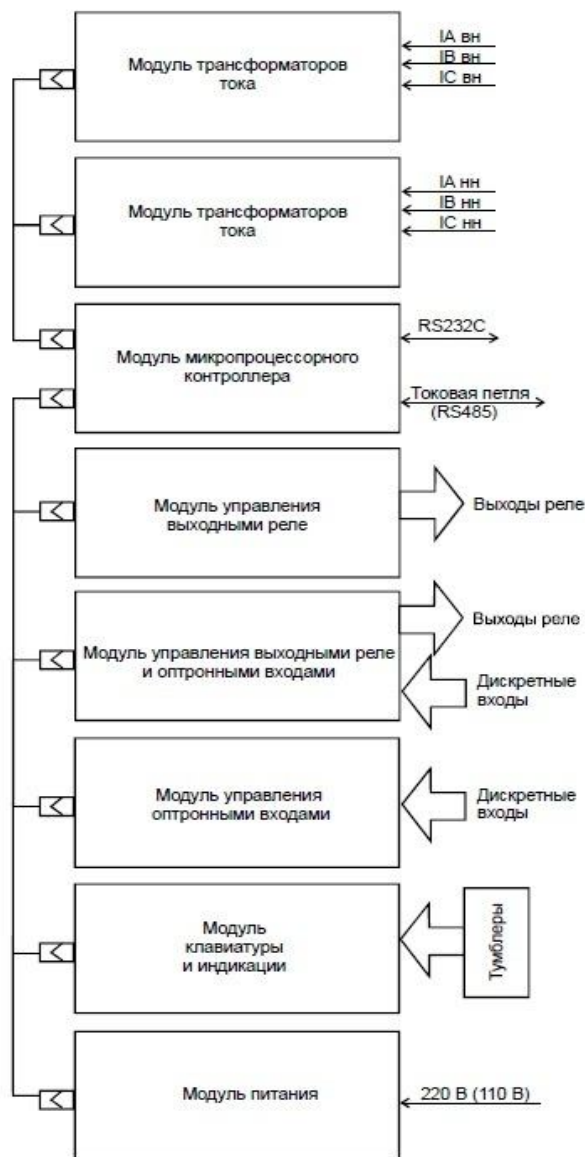 Модуль трансформаторов
тока
IA вн
IB вн
IC вн
Модуль трансформаторов
тока
IA нн
IB нн
IC нн
Модуль микропроцессорного
контроллера
RS232C
Токовая петля
(RS485)
Модуль управления
выходными реле
Выходы реле
Модуль управления выходными реле
и оптронными входами
Выходы реле
Дискретные
входы
Модуль управления
оптронными входами
Дискретные
входы
Модуль
клавиатуры
и индикации
Тумблеры
Модуль питания
220 В (110 В)